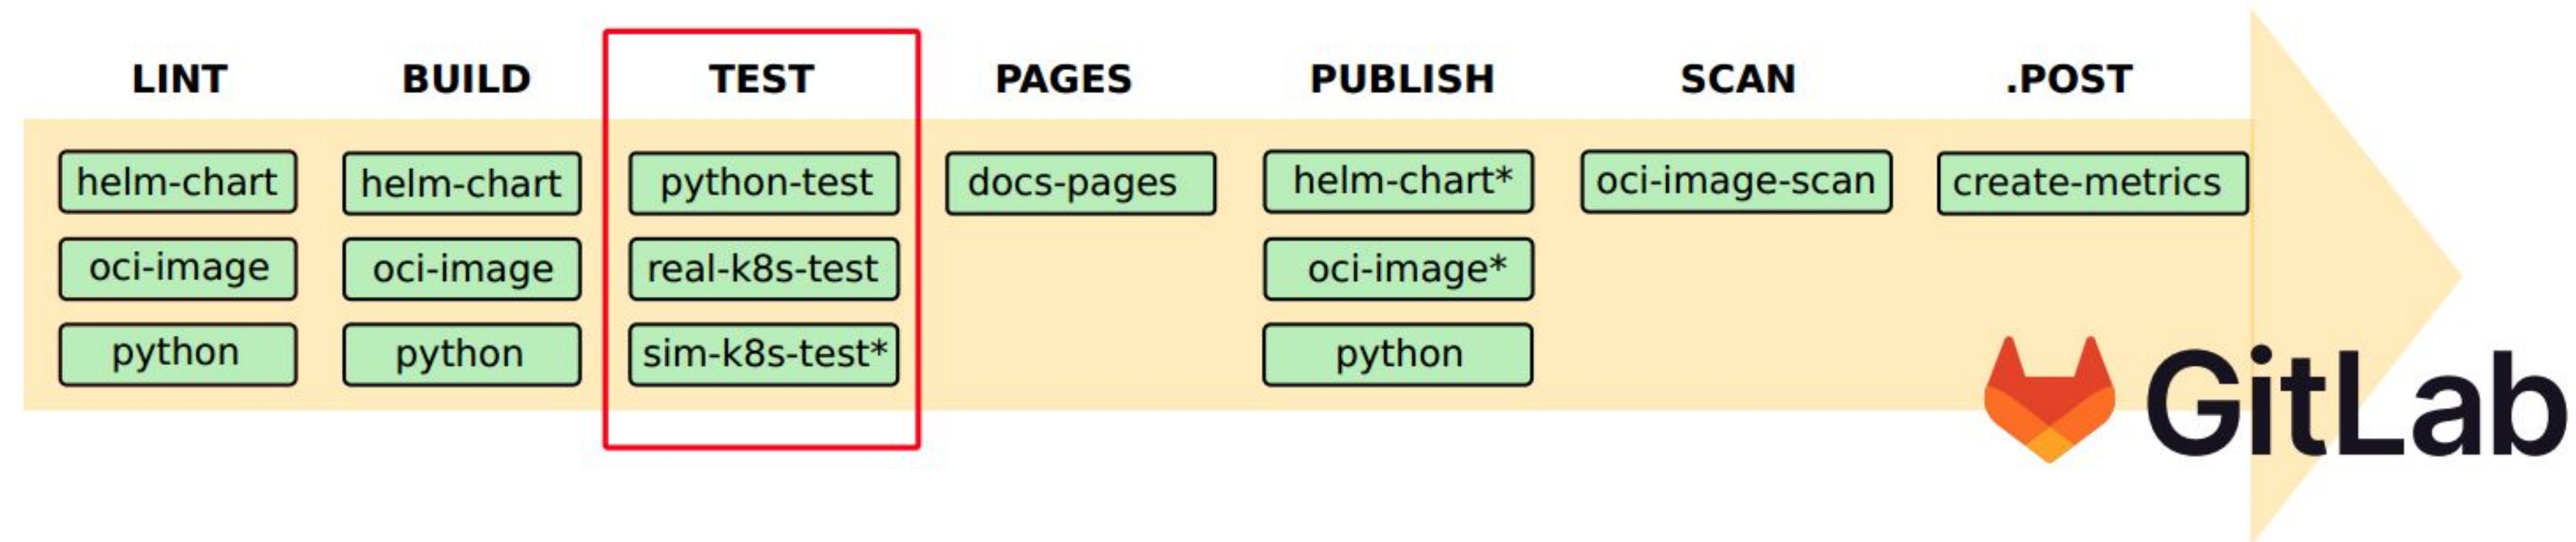 LINT BUILD TEST PAGES PUBLISH SCAN .POST
helm-chart helm-chart python-test docs-pages helm-chart* oci-image-scan create-metrics
oci-image oci-image real-k8s-test oci-image*
python python sim-k8s-test* python
GitLab